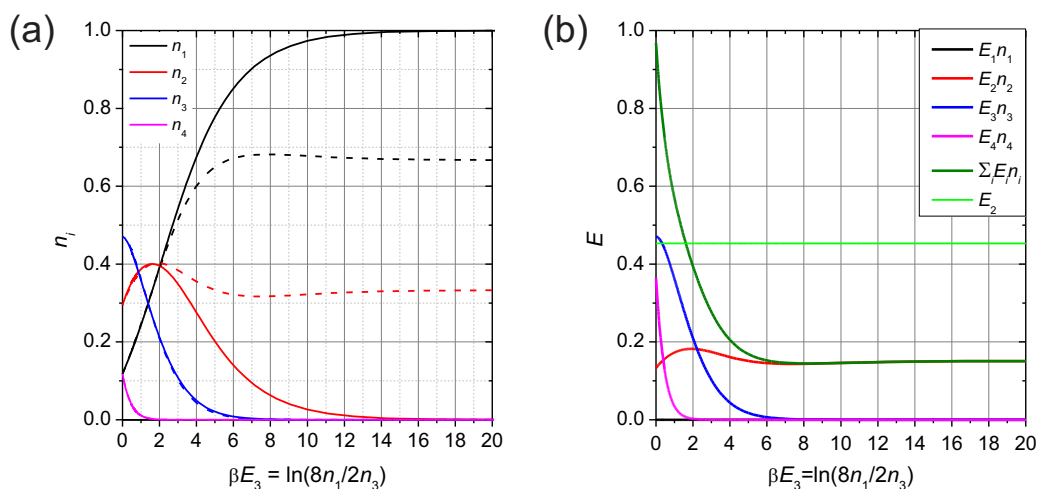 (a)
1.0
0.8
0.6
0.4
0.2
0.0
n_i
n_1
n_2
n_3
n_4
0 2 4 6 8 10 12 14 16 18 20
βE_3 = ln(8n_1/2n_3)
(b)
1.0
0.8
0.6
0.4
0.2
0.0
E
E_1n_1
E_2n_2
E_3n_3
E_4n_4
Σ_iE_in_i
E_2
0 2 4 6 8 10 12 14 16 18 20
βE_3=ln(8n_1/2n_3)